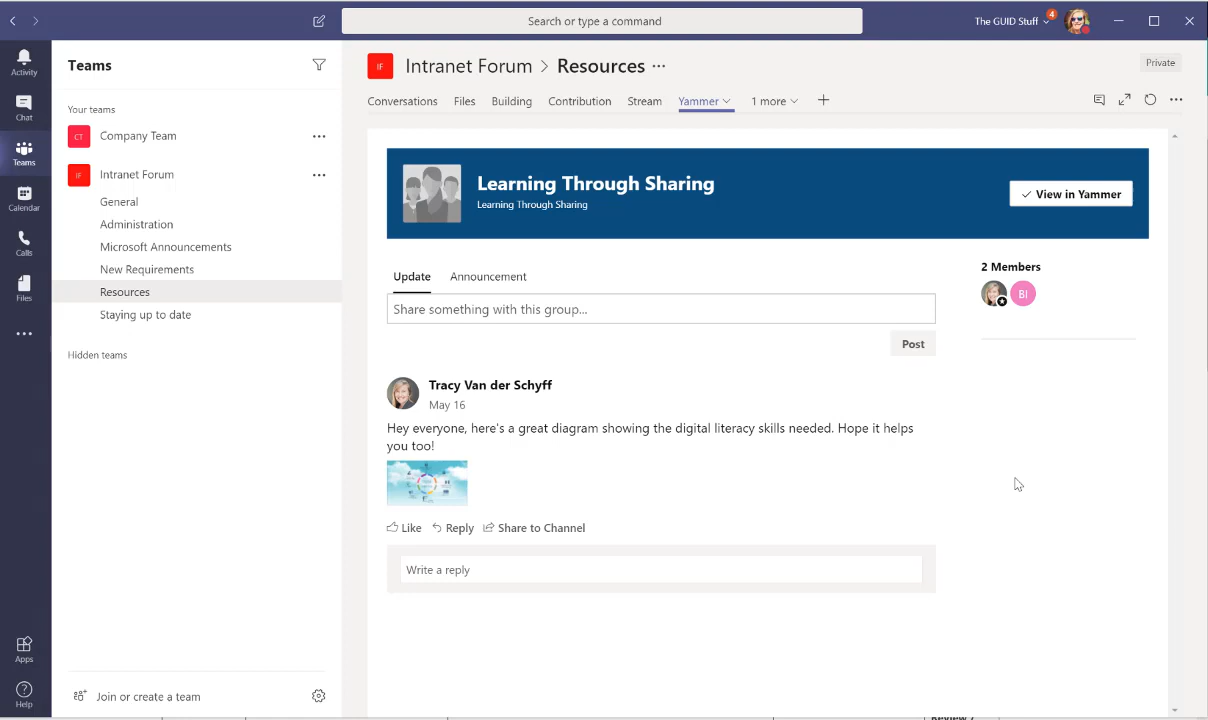 Search or type a command
The GUID Stuff
4
Activity
Chat
Teams
Calendar
Calls
Files
Apps
Help
Teams
Your teams
CT
Company Team
IF
Intranet Forum
General
Administration
Microsoft Announcements
New Requirements
Resources
Staying up to date
Hidden teams
Join or create a team
IF
Intranet Forum > Resources
Private
Conversations
Files
Building
Contribution
Stream
Yammer
1 more
Learning Through Sharing
Learning Through Sharing
View in Yammer
Update
Announcement
Share something with this group...
Post
2 Members
BI
Tracy Van der Schyff
May 16
Hey everyone, here's a great diagram showing the digital literacy skills needed. Hope it helps
you too!
Like
Reply
Share to Channel
Write a reply